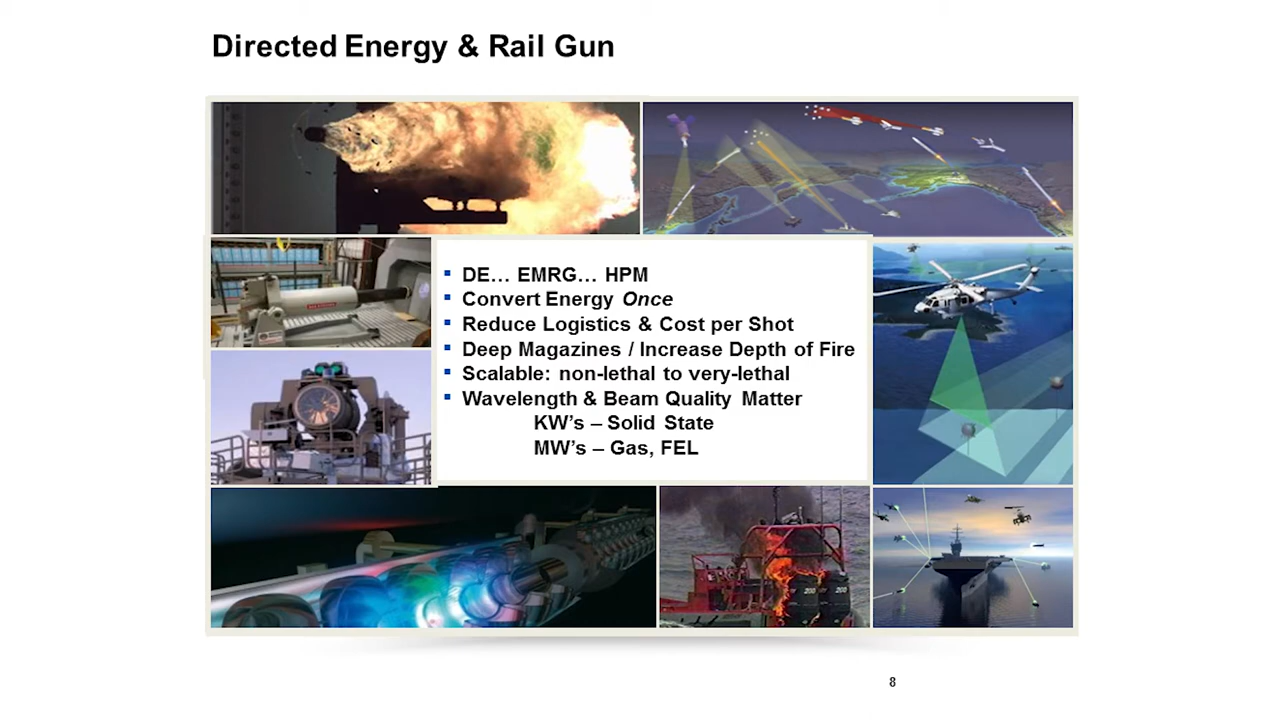 Directed Energy & Rail Gun
▪ DE… EMRG… HPM
▪ Convert Energy Once
▪ Reduce Logistics & Cost per Shot
▪ Deep Magazines / Increase Depth of Fire
▪ Scalable: non-lethal to very-lethal
▪ Wavelength & Beam Quality Matter
KW's – Solid State
MW's – Gas, FEL
200
200
8